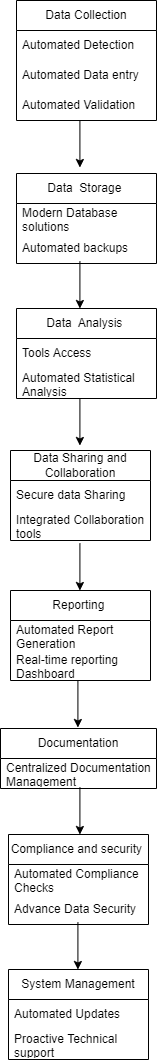 Data Collection
Automated Detection
Automated Data entry
Automated Validation
Data Storage
Modern Database
solutions
Automated backups
Data Analysis
Tools Access
Automated Statistical
Analysis
Data Sharing and
Collaboration
Secure data Sharing
Integrated Collaboration
tools
Reporting
Automated Report
Generation
Real-time reporting
Dashboard
Documentation
Centralized Documentation
Management
Compliance and security
Automated Compliance
Checks
Advance Data Security
System Management
Automated Updates
Proactive Technical
support